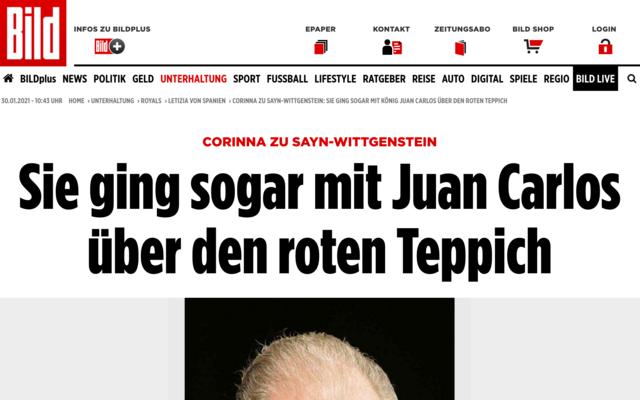 Bild
INFOS ZU BILDPLUS
Bild+
EPAPER
KONTAKT
ZEITUNGSABO
BILD SHOP
LOGIN
BILDplus NEWS POLITIK GELD UNTERHALTUNG SPORT FUSSBALL LIFESTYLE RATGEBER REISE AUTO DIGITAL SPIELE REGIO BILD LIVE
30.01.2021 - 10:43 UHR HOME › UNTERHALTUNG › ROYALS › LETIZIA VON SPANIEN › CORINNA ZU SAYN-WITTGENSTEIN: SIE GING SOGAR MIT KÖNIG JUAN CARLOS ÜBER DEN ROTEN TEPPICH
CORINNA ZU SAYN-WITTGENSTEIN
Sie ging sogar mit Juan Carlos
über den roten Teppich